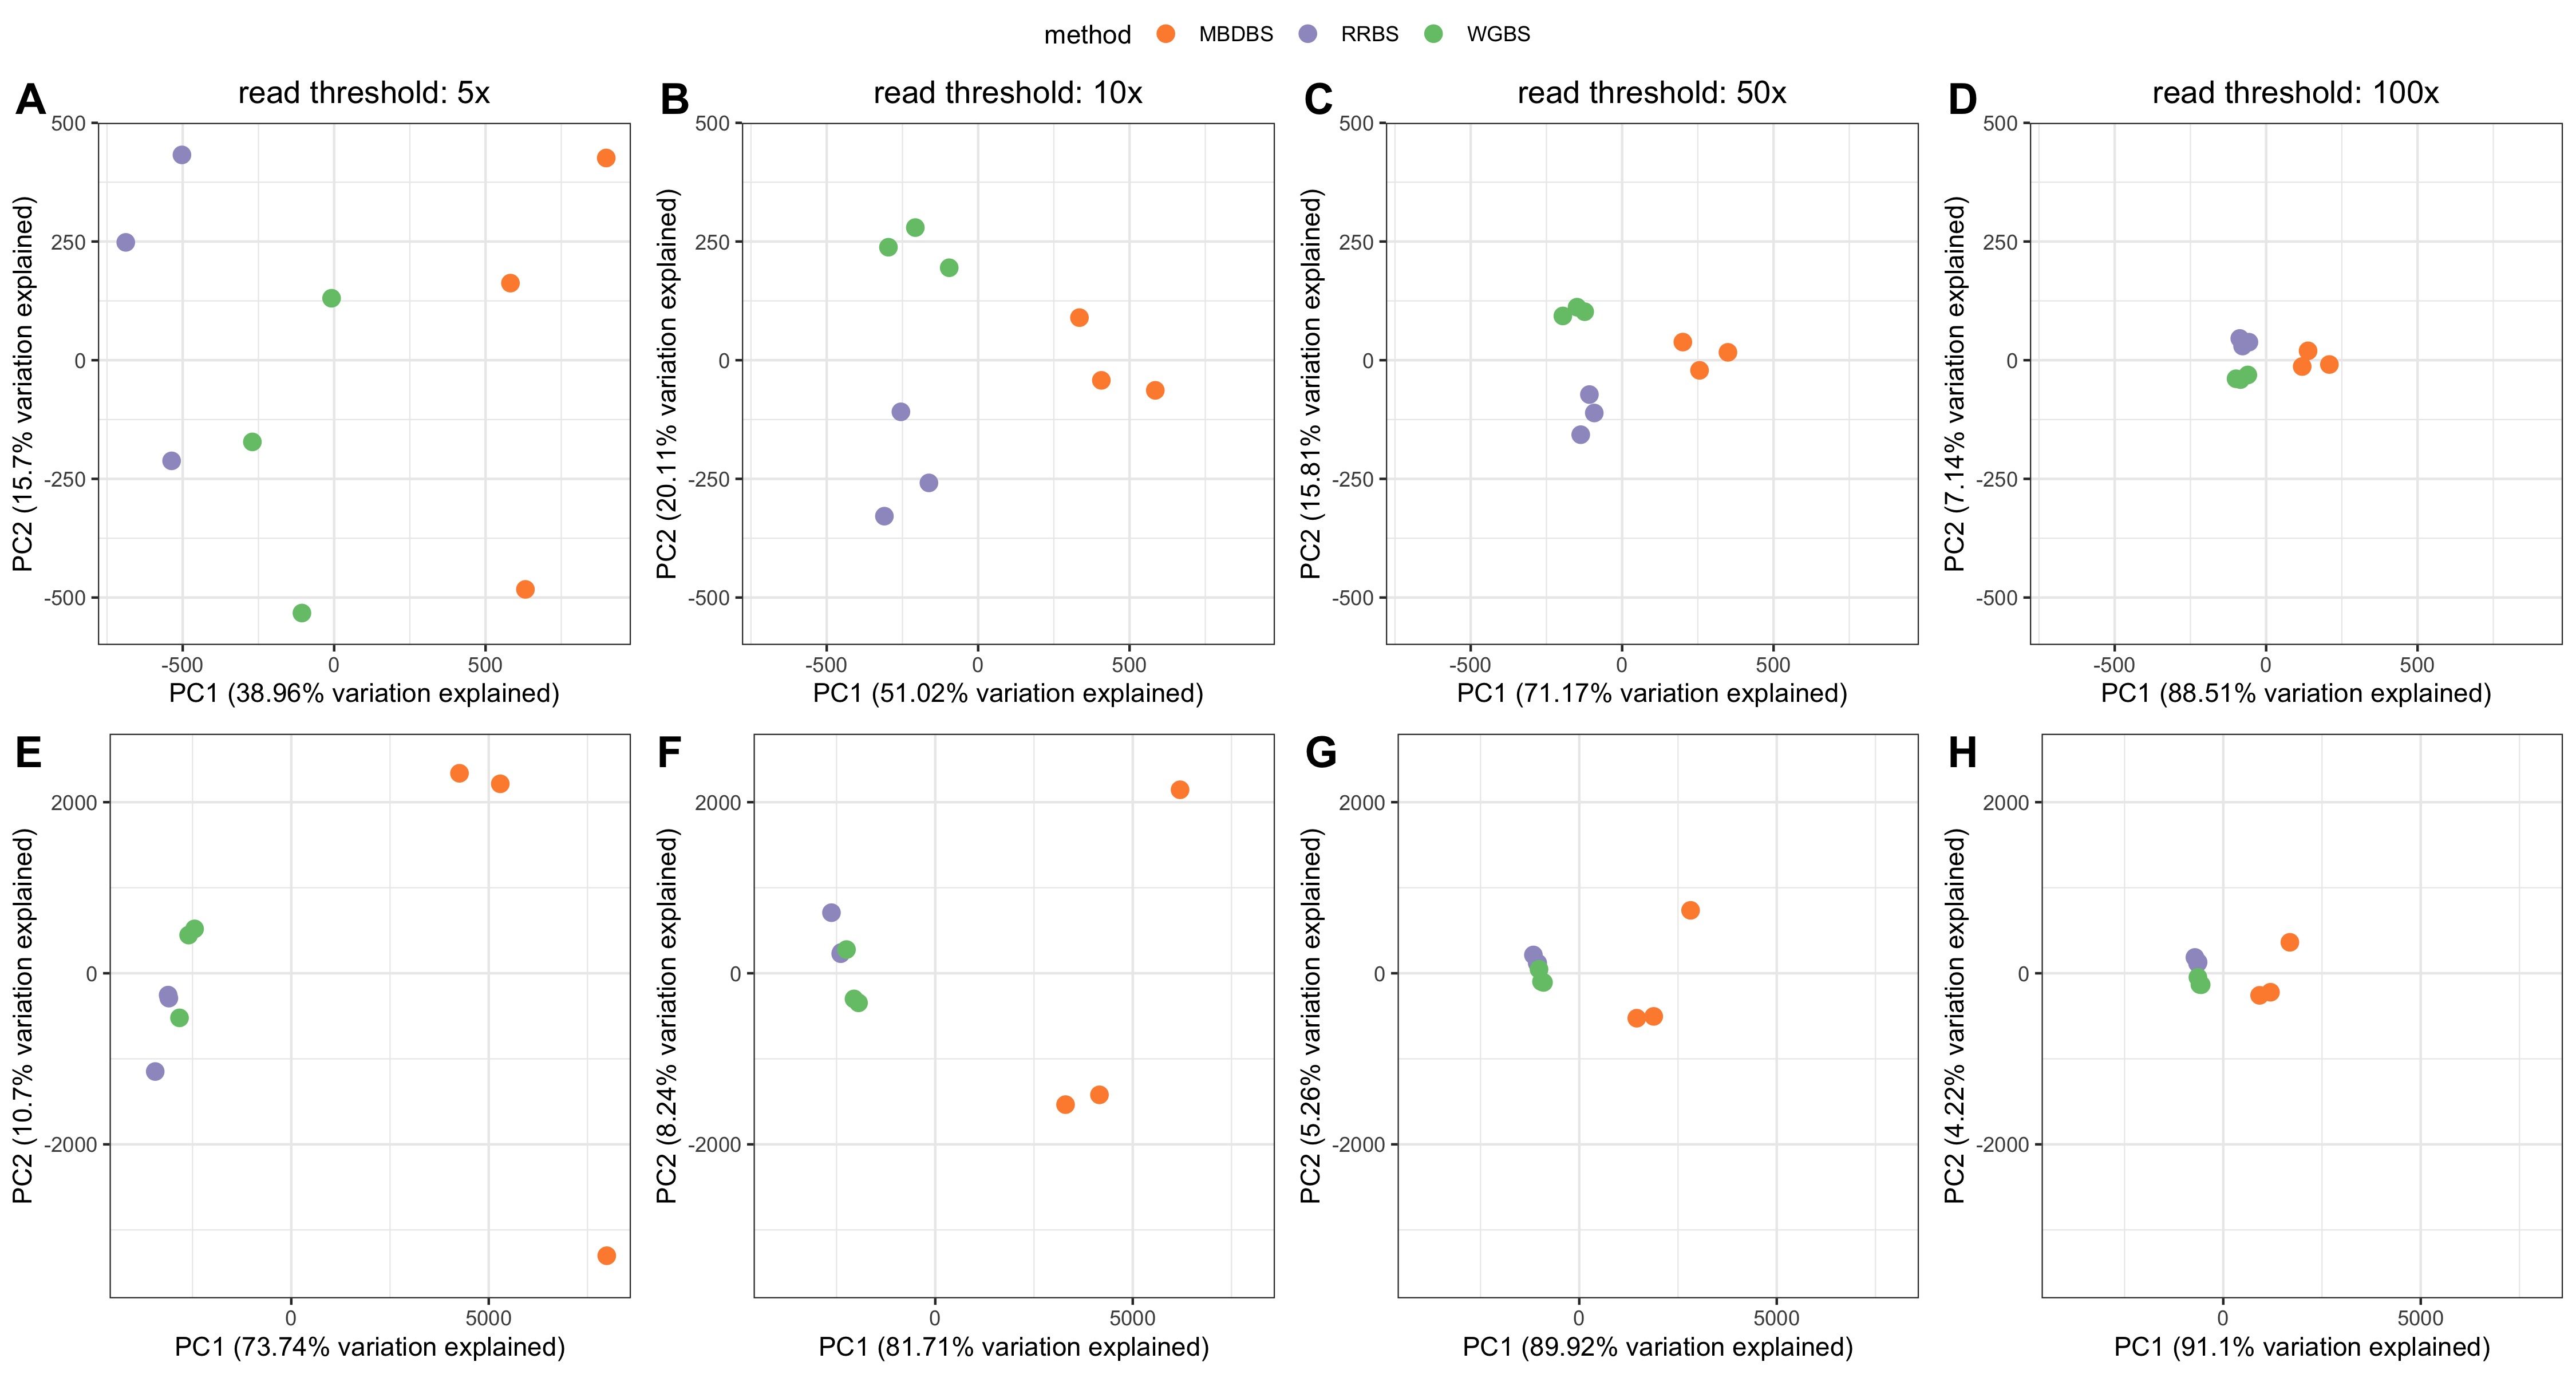 method MBDBS RRBS WGBS
A read threshold: 5x
500
250
0
-250
-500
PC2 (15.7% variation explained)
-500 0 500
PC1 (38.96% variation explained)
B read threshold: 10x
500
250
0
-250
-500
PC2 (20.11% variation explained)
-500 0 500
PC1 (51.02% variation explained)
C read threshold: 50x
500
250
0
-250
-500
PC2 (15.81% variation explained)
-500 0 500
PC1 (71.17% variation explained)
D read threshold: 100x
500
250
0
-250
-500
PC2 (7.14% variation explained)
-500 0 500
PC1 (88.51% variation explained)
E
2000
0
-2000
PC2 (10.7% variation explained)
0 5000
PC1 (73.74% variation explained)
F
2000
0
-2000
PC2 (8.24% variation explained)
0 5000
PC1 (81.71% variation explained)
G
2000
0
-2000
PC2 (5.26% variation explained)
0 5000
PC1 (89.92% variation explained)
H
2000
0
-2000
PC2 (4.22% variation explained)
0 5000
PC1 (91.1% variation explained)